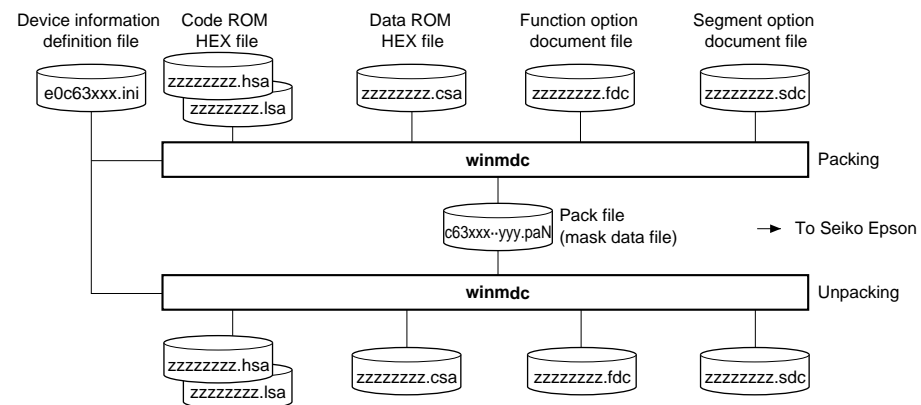 Device information
definition file
Code ROM
HEX file
Data ROM
HEX file
Function option
document file
Segment option
document file
e0c63xxx.ini
zzzzzzzz.hsa
zzzzzzzz.lsa
zzzzzzzz.csa
zzzzzzzz.fdc
zzzzzzzz.sdc
winmdc
Packing
c63xxx··yyy.paN
Pack file
(mask data file)
To Seiko Epson
winmdc
Unpacking
zzzzzzzz.hsa
zzzzzzzz.lsa
zzzzzzzz.csa
zzzzzzzz.fdc
zzzzzzzz.sdc